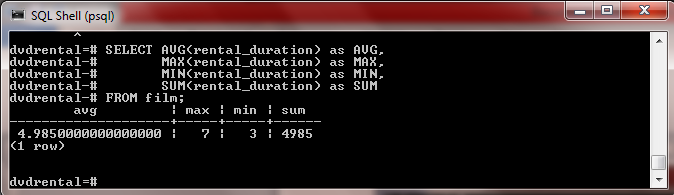 SQL Shell (psql)
^
dvdrental=# SELECT AVG(rental_duration) as AVG,
dvdrental-# MAX(rental_duration) as MAX,
dvdrental-# MIN(rental_duration) as MIN,
dvdrental-# SUM(rental_duration) as SUM
dvdrental-# FROM film;
avg ¦ max ¦ min ¦ sum
--------------------+-----+-----+------
4.9850000000000000 ¦ 7 ¦ 3 ¦ 4985
(1 row)
dvdrental=#